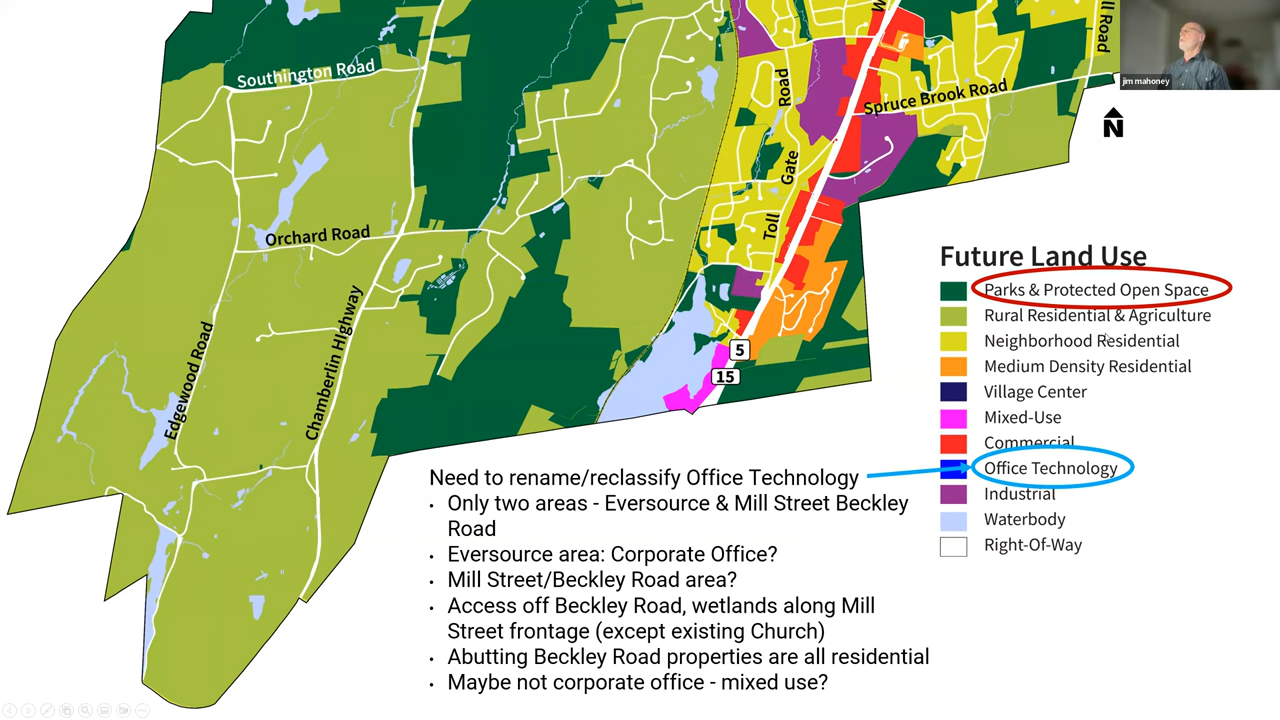 Southington Road
Road
Spruce Brook Road
ll Road
jim mahoney
N
Gate
Toll
Orchard Road
Edgewood Road
Chamberlin Highway
5
15
Future Land Use
Parks & Protected Open Space
Rural Residential & Agriculture
Neighborhood Residential
Medium Density Residential
Village Center
Mixed-Use
Commercial
Office Technology
Industrial
Waterbody
Right-Of-Way
Need to rename/reclassify Office Technology
• Only two areas - Eversource & Mill Street Beckley
Road
• Eversource area: Corporate Office?
• Mill Street/Beckley Road area?
• Access off Beckley Road, wetlands along Mill
Street frontage (except existing Church)
• Abutting Beckley Road properties are all residential
• Maybe not corporate office - mixed use?